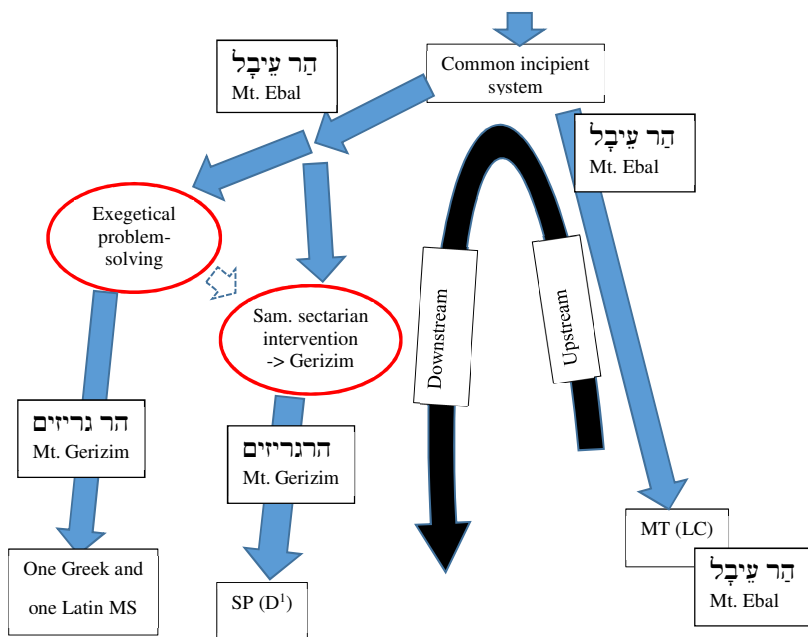 Common incipient
system
הַר עֵיבָל
Mt. Ebal
הַר עֵיבָל
Mt. Ebal
Exegetical
problem-
solving
Sam. sectarian
intervention
-> Gerizim
Downstream
Upstream
הר גריזים
Mt. Gerizim
הרגריזים
Mt. Gerizim
One Greek and
one Latin MS
SP (D¹)
MT (LC)
הַר עֵיבָל
Mt. Ebal